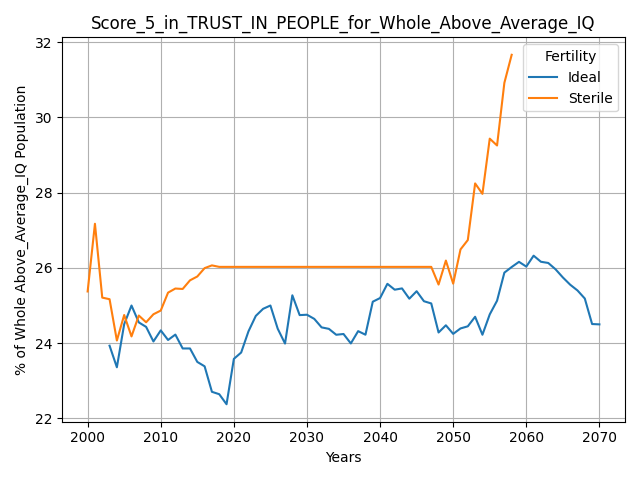 Score_5_in_TRUST_IN_PEOPLE_for_Whole_Above_Average_IQ
% of Whole Above_Average_IQ Population
32
30
28
26
24
22
Fertility
Ideal
Sterile
2000 2010 2020 2030 2040 2050 2060 2070
Years